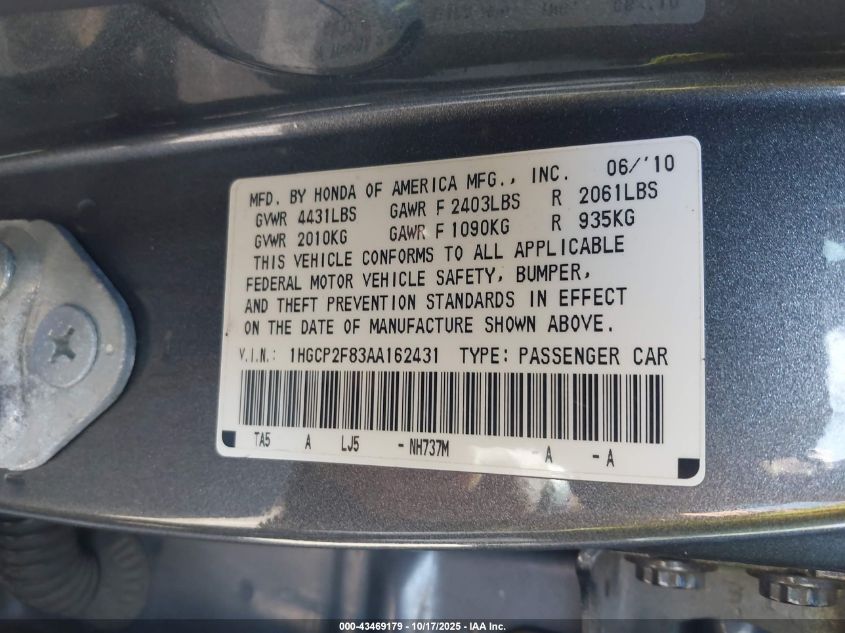 MFD. BY HONDA OF AMERICA MFG., INC. 06/'10
GVWR 4431LBS GAWR F 2403LBS R 2061LBS
GVWR 2010KG GAWR F 1090KG R 935KG
THIS VEHICLE CONFORMS TO ALL APPLICABLE
FEDERAL MOTOR VEHICLE SAFETY, BUMPER,
AND THEFT PREVENTION STANDARDS IN EFFECT
ON THE DATE OF MANUFACTURE SHOWN ABOVE.
V.I.N.: 1HGCP2F83AA162431 TYPE: PASSENGER CAR
TA5 A LJ5 - NH737M - A - A
000-43469179 - 10/17/2025 - IAA Inc.